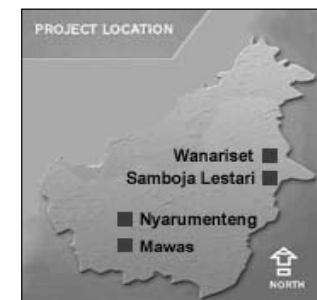 PROJECT LOCATION
Wanariset
Samboja Lestari
Nyarumenteng
Mawas
NORTH